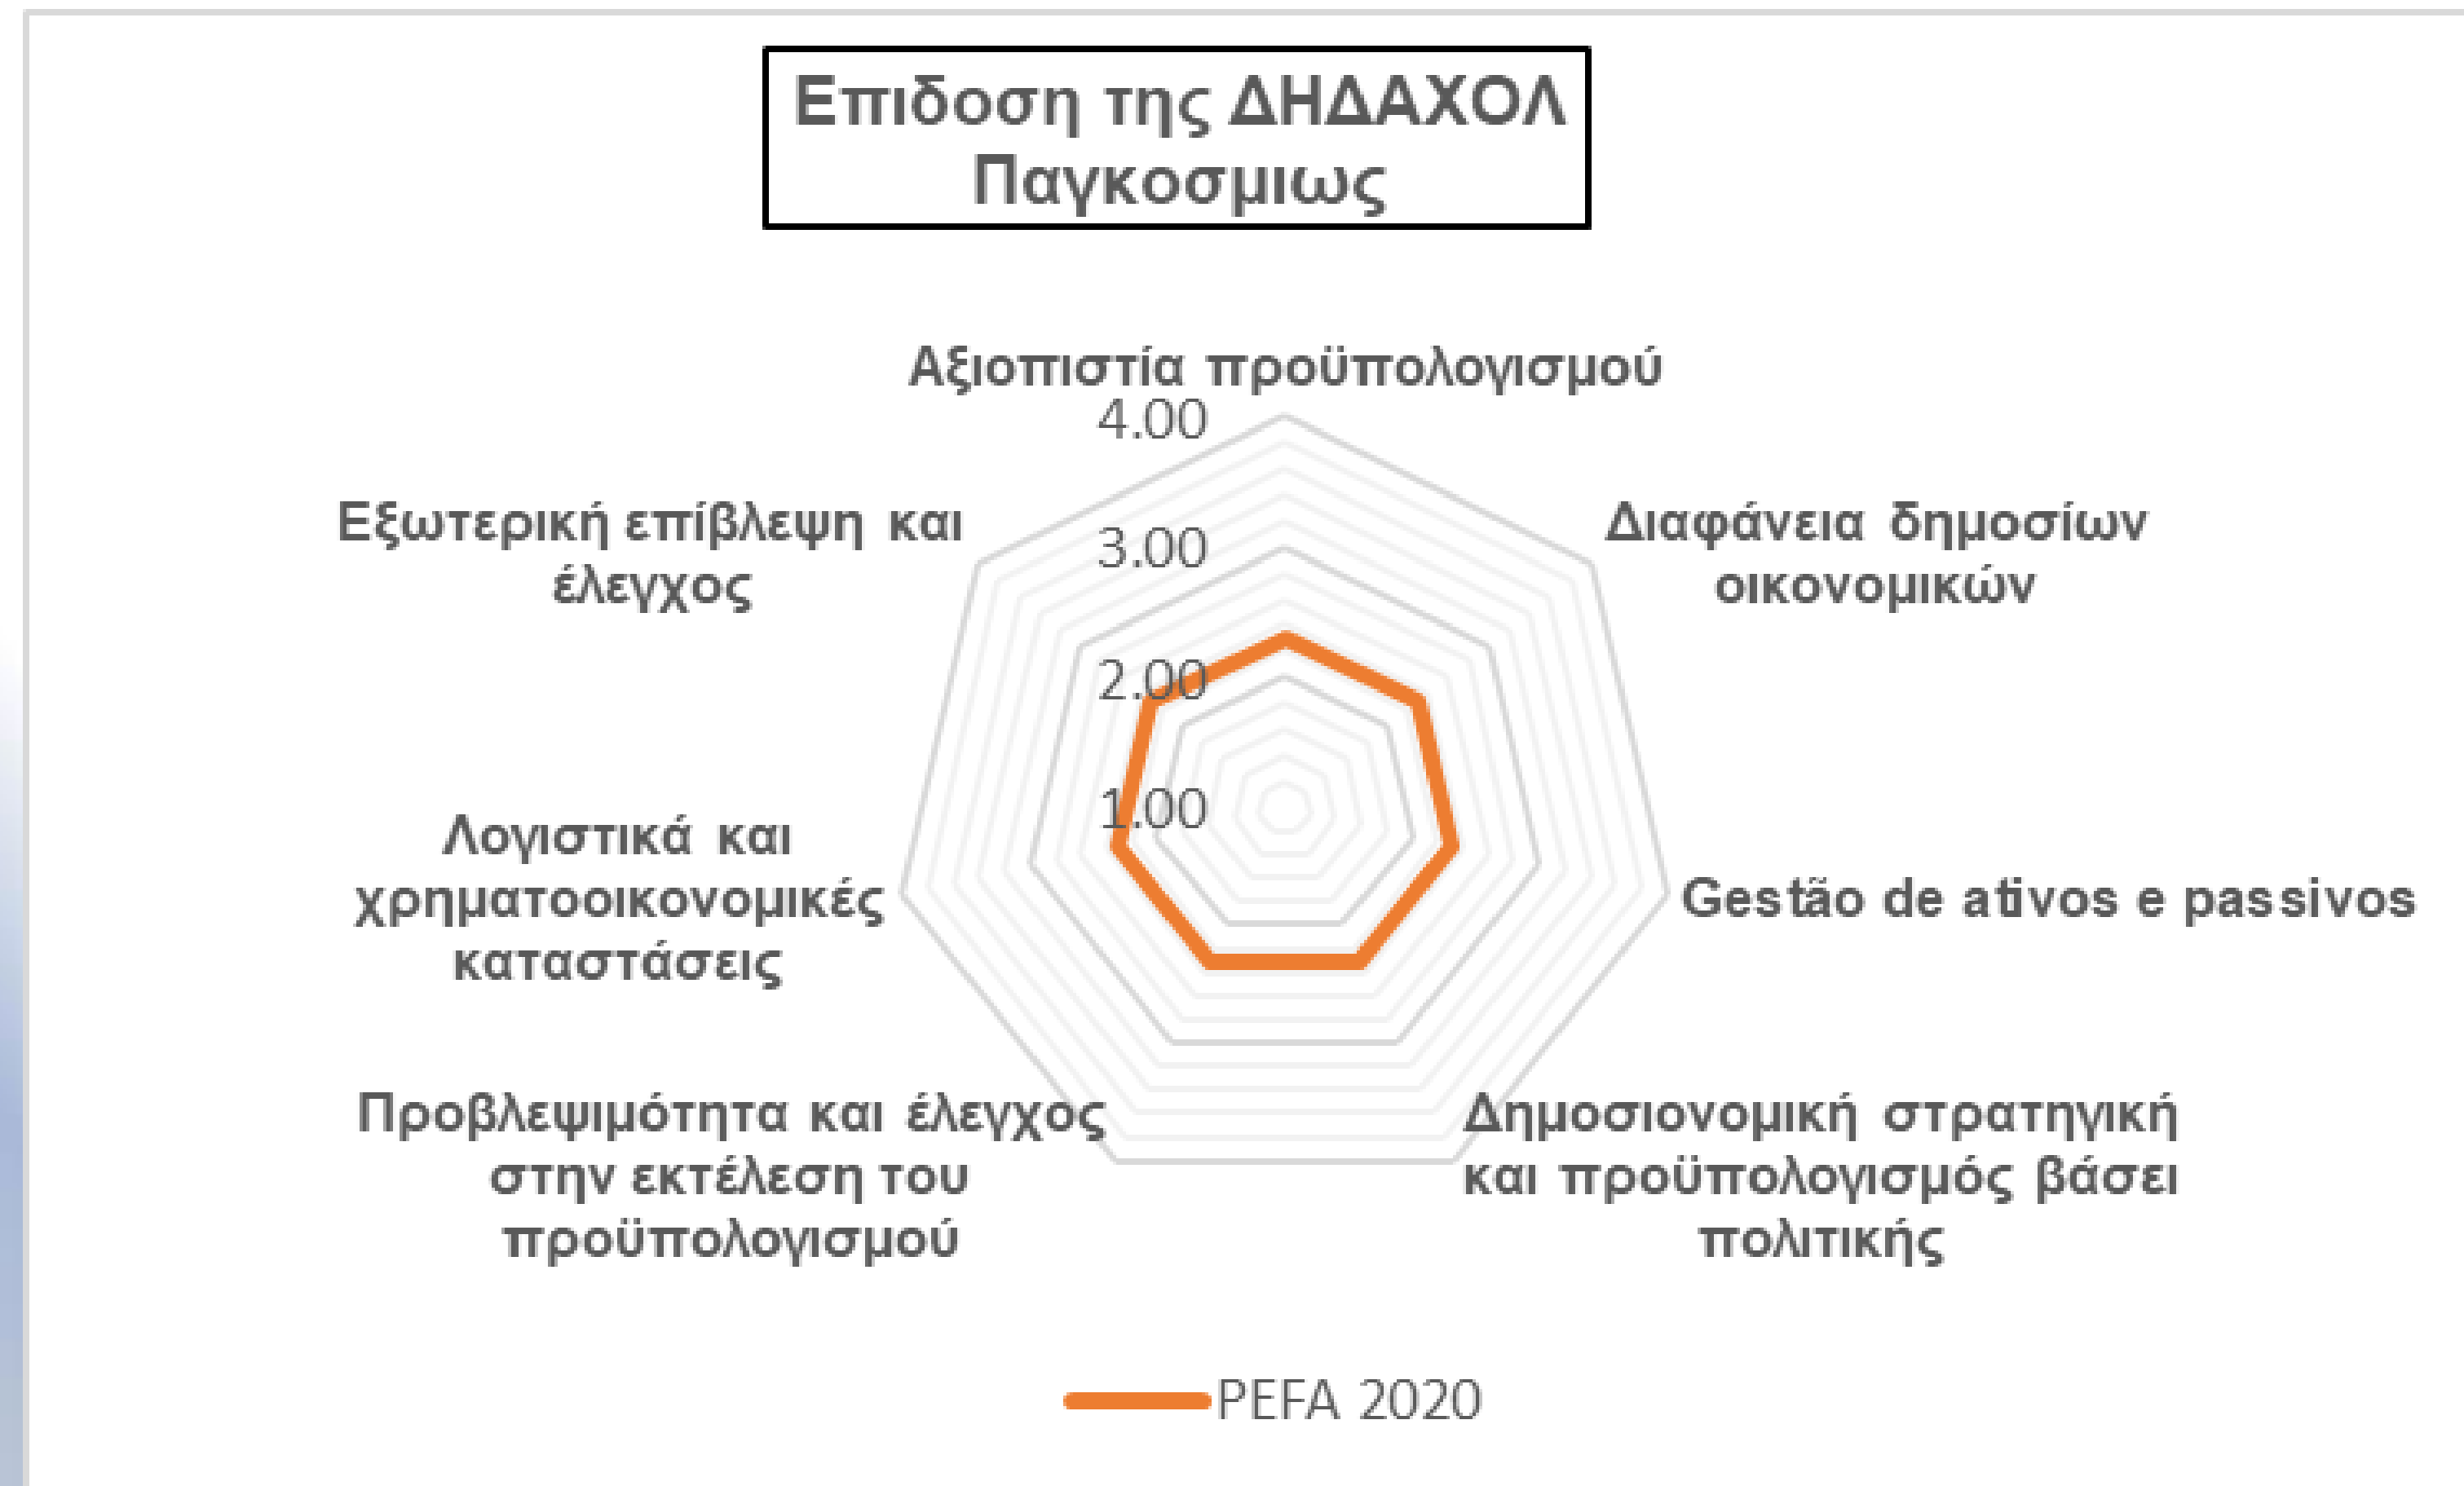 Επιδοση της ΔΗΔΑΧΟΛ
Παγκοσμιως
Αξιοπιστία προϋπολογισμού
4.00
3.00
2.00
1.00
Διαφάνεια δημοσίων
οικονομικών
Gestão de ativos e passivos
Δημοσιονομική στρατηγική
και προϋπολογισμός βάσει
πολιτικής
Προβλεψιμότητα και έλεγχος
στην εκτέλεση του
προϋπολογισμού
Λογιστικά και
χρηματοοικονομικές
καταστάσεις
Εξωτερική επίβλεψη και
έλεγχος
PEFA 2020